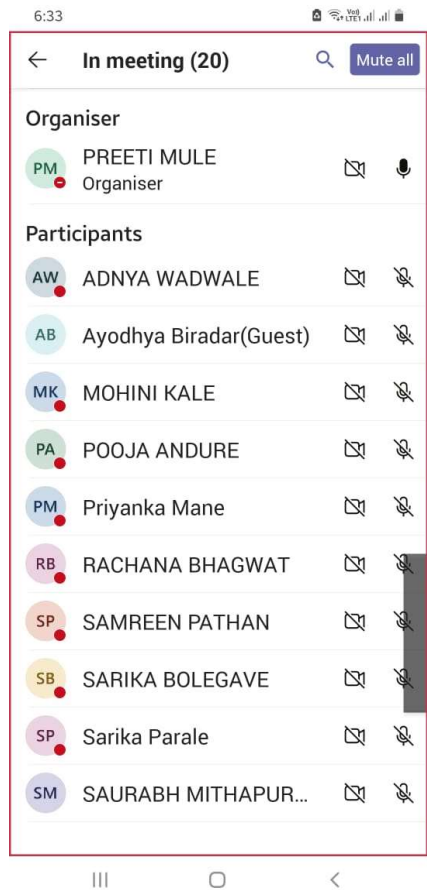 6:33 Vo)) LTE1
In meeting (20) Mute all
Organiser
PM PREETI MULE
Organiser
Participants
AW ADNYA WADWALE
AB Ayodhya Biradar(Guest)
MK MOHINI KALE
PA POOJA ANDURE
PM Priyanka Mane
RB RACHANA BHAGWAT
SP SAMREEN PATHAN
SB SARIKA BOLEGAVE
SP Sarika Parale
SM SAURABH MITHAPUR...